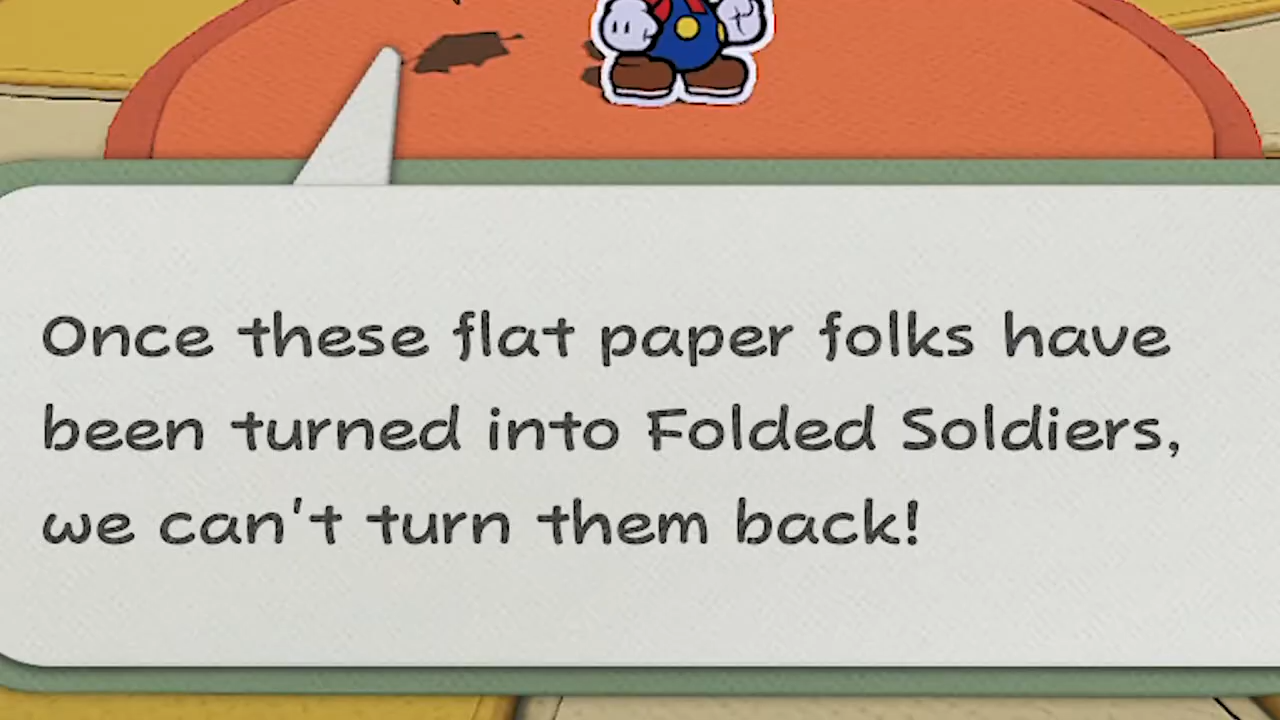 Once these flat paper folks have
been turned into Folded Soldiers,
we can't turn them back!